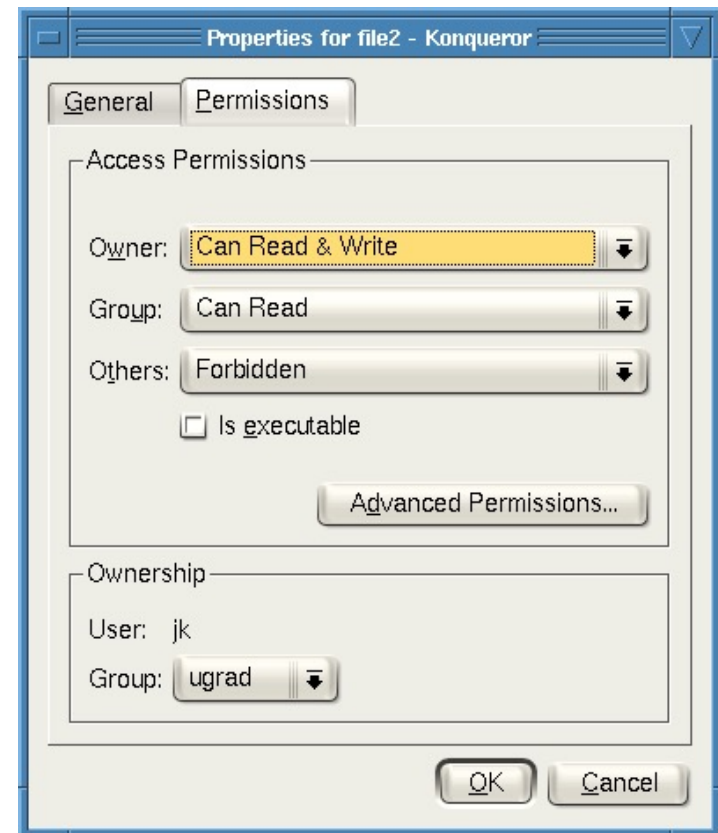 Properties for file2 - Konqueror
General Permissions
Access Permissions
Owner: Can Read & Write
Group: Can Read
Others: Forbidden
Is executable
Advanced Permissions...
Ownership
User: jk
Group: ugrad
OK Cancel